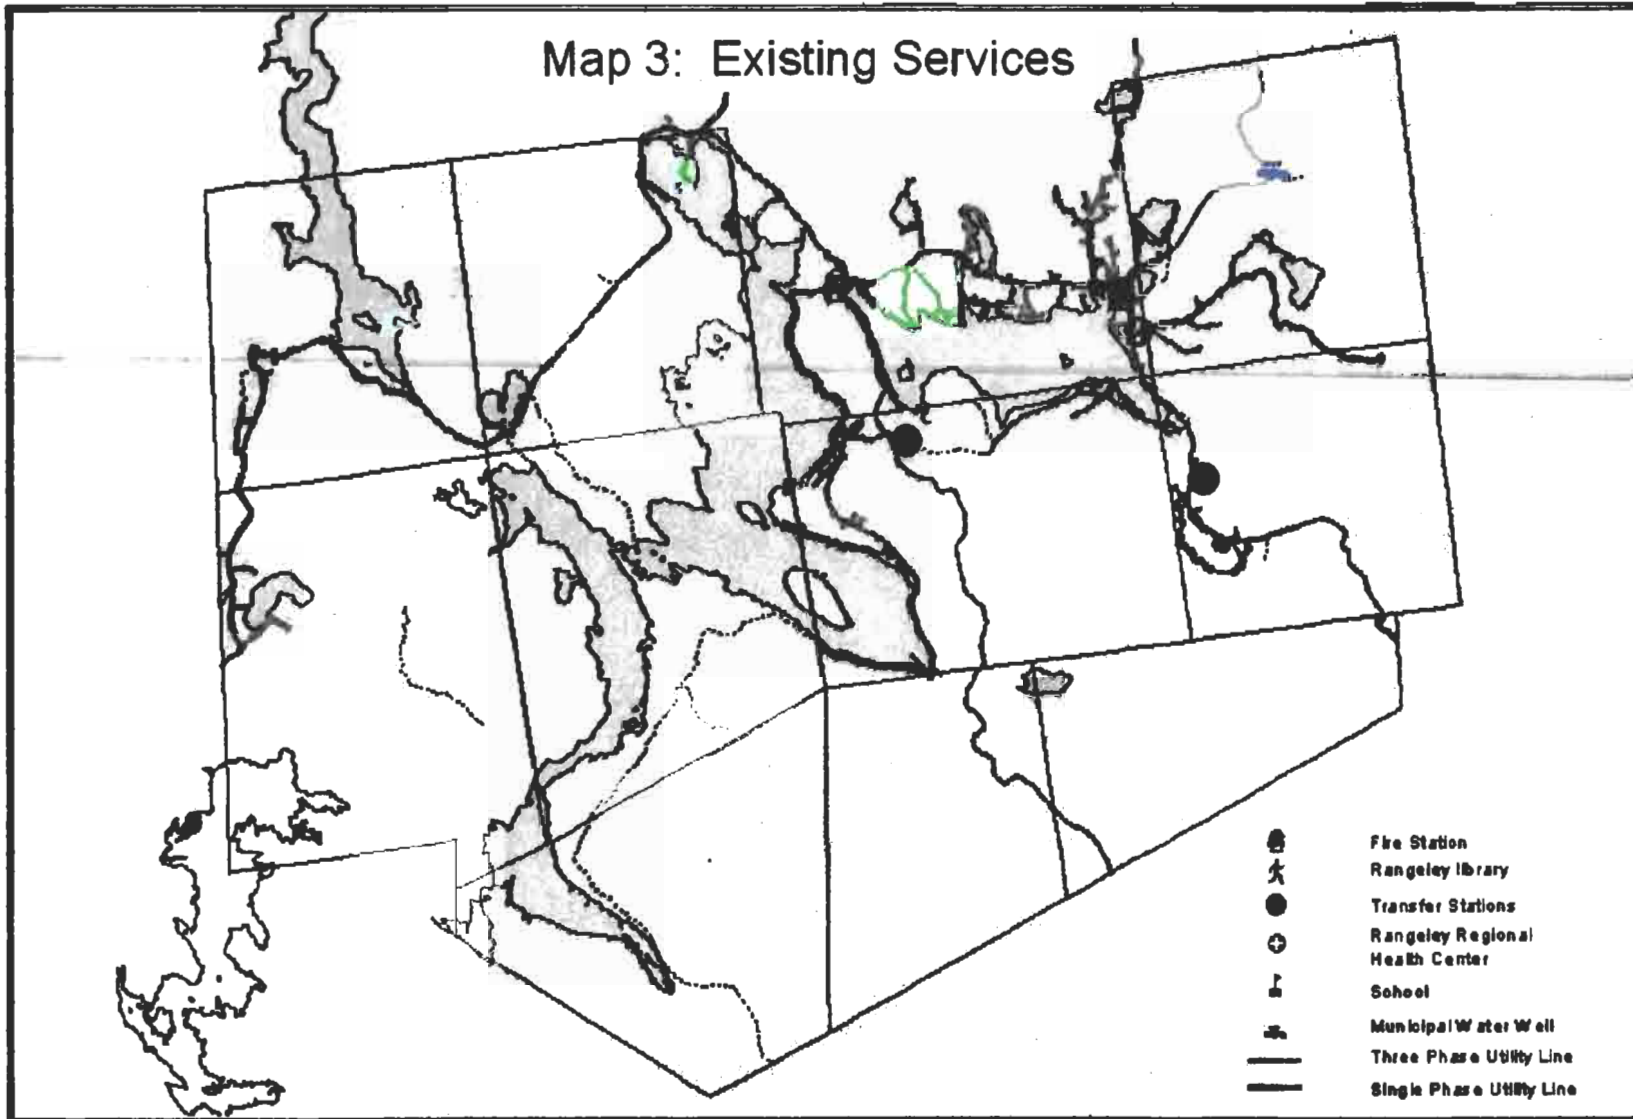 Map 3: Existing Services
Fire Station
Rangeley library
Transfer Stations
Rangeley Regional
Health Center
School
Municipal Water Well
Three Phase Utility Line
Single Phase Utility Line